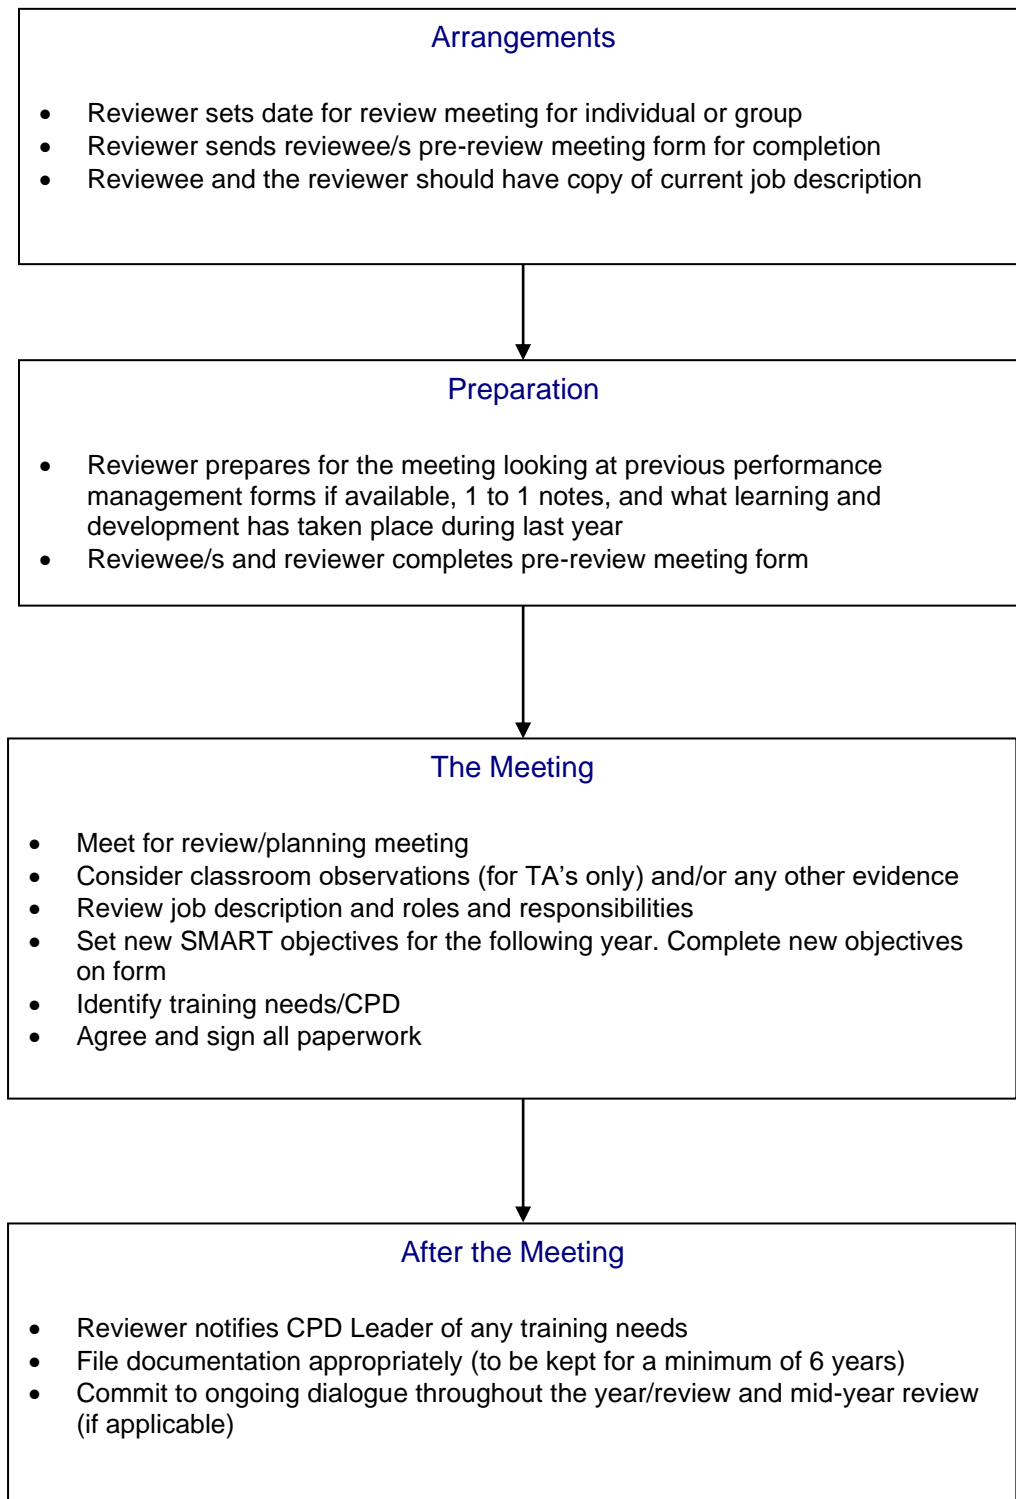 Arrangements
• Reviewer sets date for review meeting for individual or group
• Reviewer sends reviewee/s pre-review meeting form for completion
• Reviewee and the reviewer should have copy of current job description
Preparation
• Reviewer prepares for the meeting looking at previous performance
management forms if available, 1 to 1 notes, and what learning and
development has taken place during last year
• Reviewee/s and reviewer completes pre-review meeting form
The Meeting
• Meet for review/planning meeting
• Consider classroom observations (for TA's only) and/or any other evidence
• Review job description and roles and responsibilities
• Set new SMART objectives for the following year. Complete new objectives
on form
• Identify training needs/CPD
• Agree and sign all paperwork
After the Meeting
• Reviewer notifies CPD Leader of any training needs
• File documentation appropriately (to be kept for a minimum of 6 years)
• Commit to ongoing dialogue throughout the year/review and mid-year review
(if applicable)